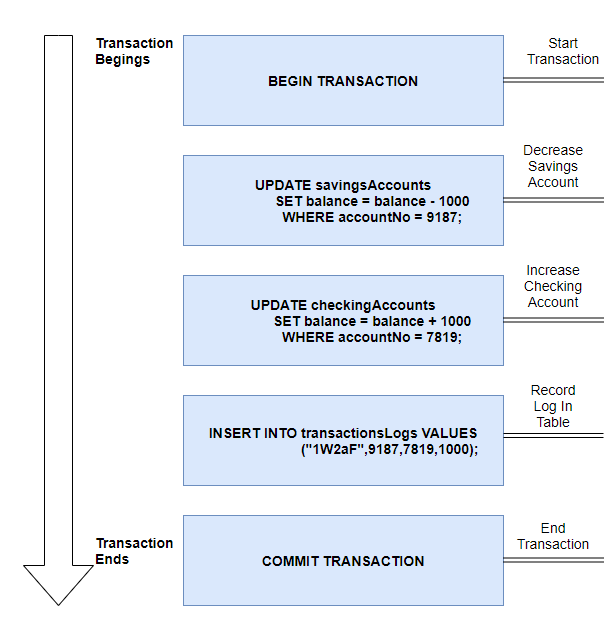 Transaction
Begings
BEGIN TRANSACTION
Start
Transaction
UPDATE savingsAccounts
SET balance = balance - 1000
WHERE accountNo = 9187;
Decrease
Savings
Account
UPDATE checkingAccounts
SET balance = balance + 1000
WHERE accountNo = 7819;
Increase
Checking
Account
INSERT INTO transactionsLogs VALUES
("1W2aF",9187,7819,1000);
Record
Log In
Table
Transaction
Ends
COMMIT TRANSACTION
End
Transaction